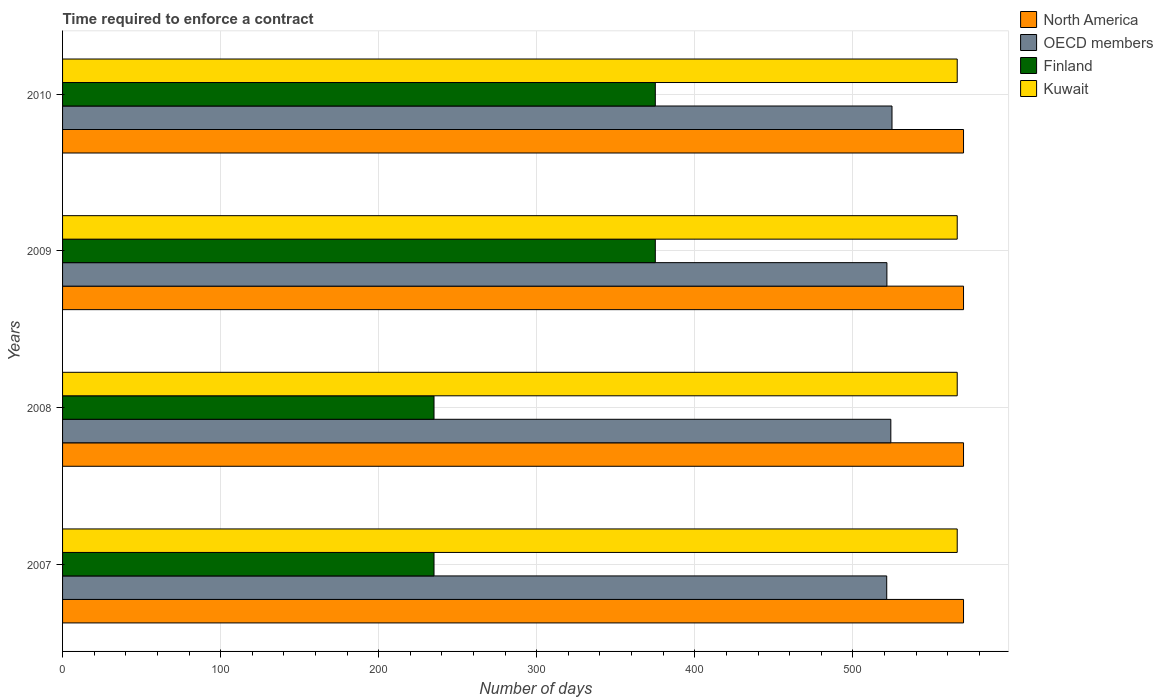 Time required to enforce a contract
North America
OECD members
Finland
Kuwait
Years
2010
2009
2008
2007
0
100
200
300
400
500
Number of days